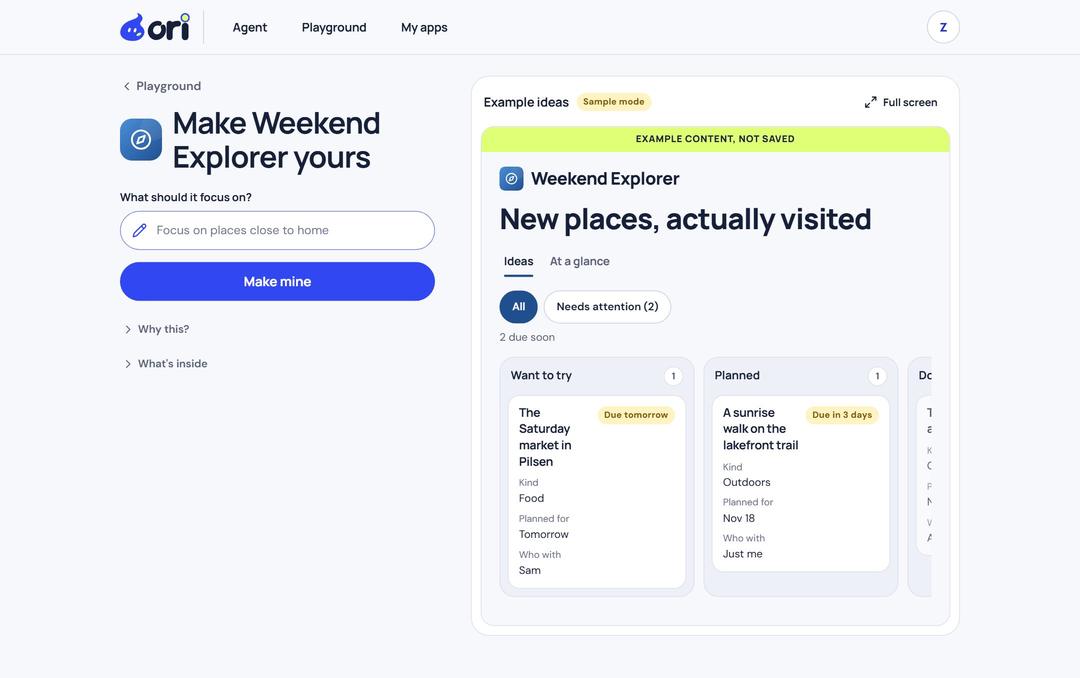 ori
Agent
Playground
My apps
Z
Playground
Make Weekend
Explorer yours
What should it focus on?
Focus on places close to home
Make mine
Why this?
What's inside
Example ideas
Sample mode
Full screen
EXAMPLE CONTENT, NOT SAVED
Weekend Explorer
New places, actually visited
Ideas
At a glance
All
Needs attention (2)
2 due soon
Want to try
1
The
Saturday
market in
Pilsen
Due tomorrow
Kind
Food
Planned for
Tomorrow
Who with
Sam
Planned
1
A sunrise
walk on the
lakefront trail
Due in 3 days
Kind
Outdoors
Planned for
Nov 18
Who with
Just me
Do